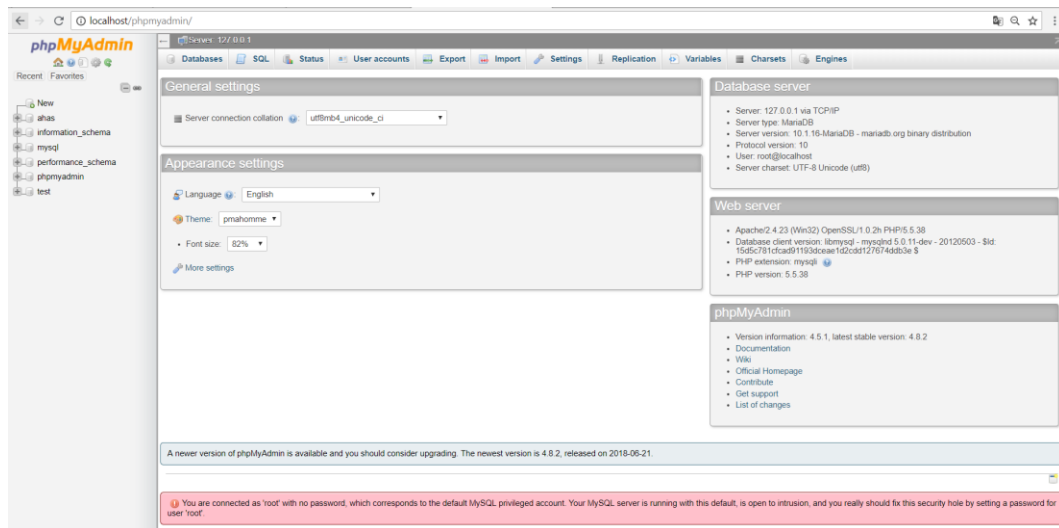 localhost/phpmyadmin/
phpMyAdmin
Recent Favorites
New
ahas
information_schema
mysql
performance_schema
phpmyadmin
test
Server: 127.0.0.1
Databases SQL Status User accounts Export Import Settings Replication Variables Charsets Engines
General settings
Server connection collation : utf8mb4_unicode_ci
Appearance settings
Language : English
Theme: pmahomme
Font size: 82%
More settings
Database server
Server: 127.0.0.1 via TCP/IP
Server type: MariaDB
Server version: 10.1.16-MariaDB - mariadb.org binary distribution
Protocol version: 10
User: root@localhost
Server charset: UTF-8 Unicode (utf8)
Web server
Apache/2.4.23 (Win32) OpenSSL/1.0.2h PHP/5.5.38
Database client version: libmysql - mysqlnd 5.0.11-dev - 20120503 - $Id:
15d5c781cfcad91193dceae1d2cdd127674ddb3e $
PHP extension: mysqli
PHP version: 5.5.38
phpMyAdmin
Version information: 4.5.1, latest stable version: 4.8.2
Documentation
Wiki
Official Homepage
Contribute
Get support
List of changes
A newer version of phpMyAdmin is available and you should consider upgrading. The newest version is 4.8.2, released on 2018-06-21.
You are connected as 'root' with no password, which corresponds to the default MySQL privileged account. Your MySQL server is running with this default, is open to intrusion, and you really should fix this security hole by setting a password for
user 'root'.